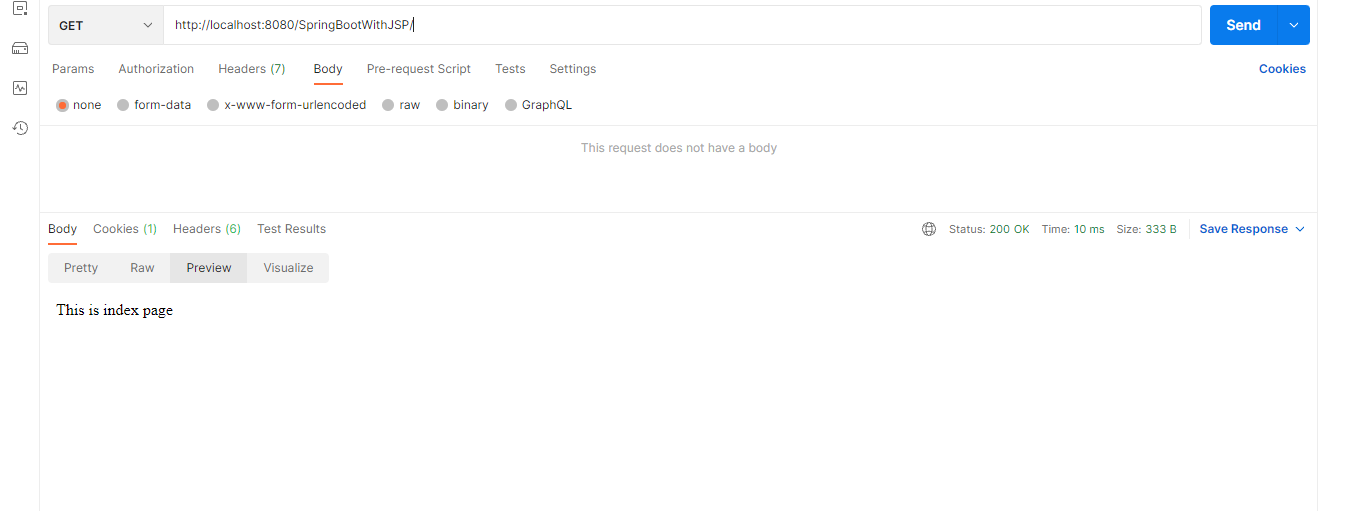 GET http://localhost:8080/SpringBootWithJSP/ Send
Params Authorization Headers (7) Body Pre-request Script Tests Settings Cookies
none form-data x-www-form-urlencoded raw binary GraphQL
This request does not have a body
Body Cookies (1) Headers (6) Test Results Status: 200 OK Time: 10 ms Size: 333 B Save Response
Pretty Raw Preview Visualize
This is index page